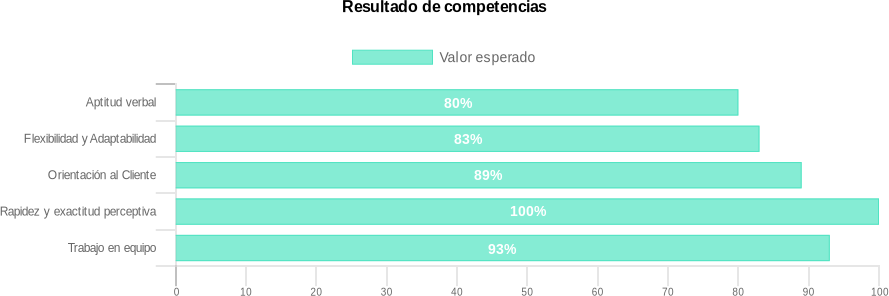 Resultado de competencias
Valor esperado
Aptitud verbal 80%
Flexibilidad y Adaptabilidad 83%
Orientación al Cliente 89%
Rapidez y exactitud perceptiva 100%
Trabajo en equipo 93%
0 10 20 30 40 50 60 70 80 90 100